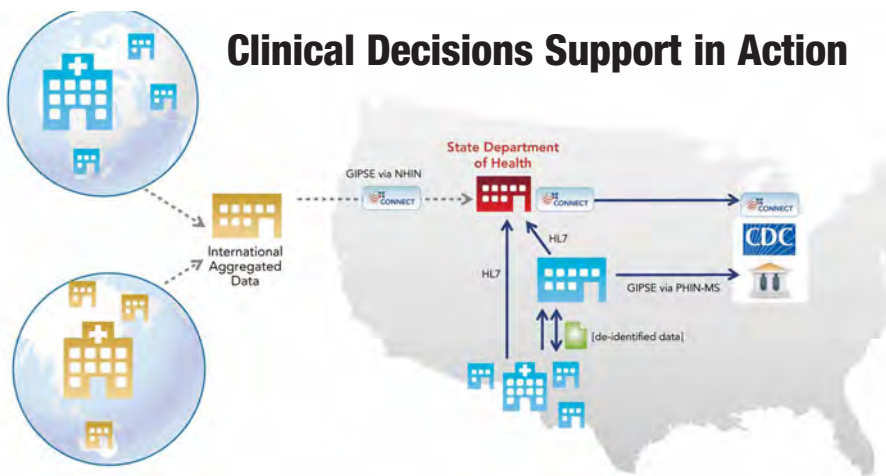 Clinical Decisions Support in Action
State Department
of Health
GIPSE via NHIN
CONNECT
CONNECT
CONNECT
CDC
HL7
International
Aggregated
Data
HL7
GIPSE via PHIN-MS
[de-identified data]